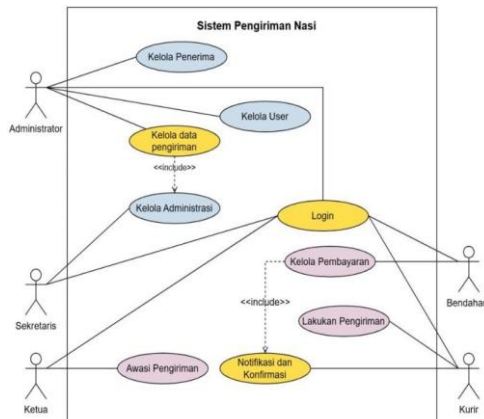 Sistem Pengiriman Nasi
Kelola Penerima
Administrator
Kelola User
Kelola data
pengiriman
<<include>>
Kelola Administrasi
Login
Kelola Pembayaran
Sekretaris
Bendahar
<<include>>
Lakukan Pengiriman
Awasi Pengiriman
Notifikasi dan
Konfirmasi
Ketua
Kurir